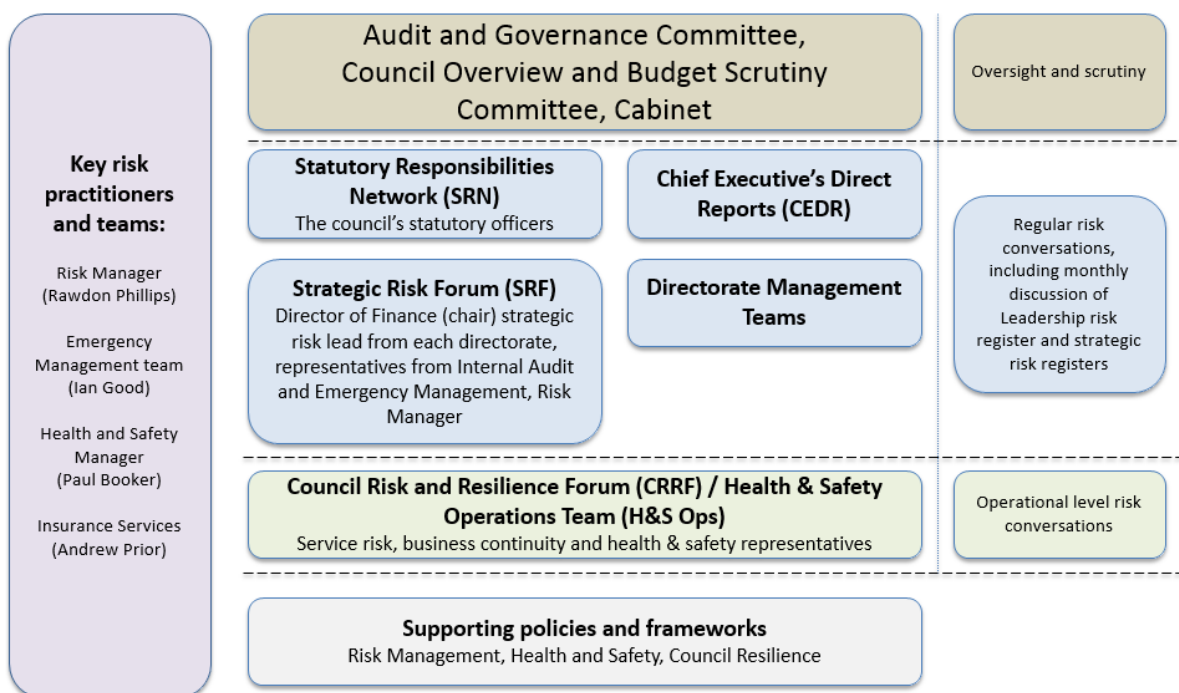 Key risk
practitioners
and teams:
Risk Manager
(Rawdon Phillips)
Emergency
Management team
(Ian Good)
Health and Safety
Manager
(Paul Booker)
Insurance Services
(Andrew Prior)
Audit and Governance Committee,
Council Overview and Budget Scrutiny
Committee, Cabinet
Oversight and scrutiny
Statutory Responsibilities
Network (SRN)
The council's statutory officers
Chief Executive's Direct
Reports (CEDR)
Strategic Risk Forum (SRF)
Director of Finance (chair) strategic
risk lead from each directorate,
representatives from Internal Audit
and Emergency Management, Risk
Manager
Directorate Management
Teams
Regular risk
conversations,
including monthly
discussion of
Leadership risk
register and strategic
risk registers
Council Risk and Resilience Forum (CRRF) / Health & Safety
Operations Team (H&S Ops)
Service risk, business continuity and health & safety representatives
Operational level risk
conversations
Supporting policies and frameworks
Risk Management, Health and Safety, Council Resilience